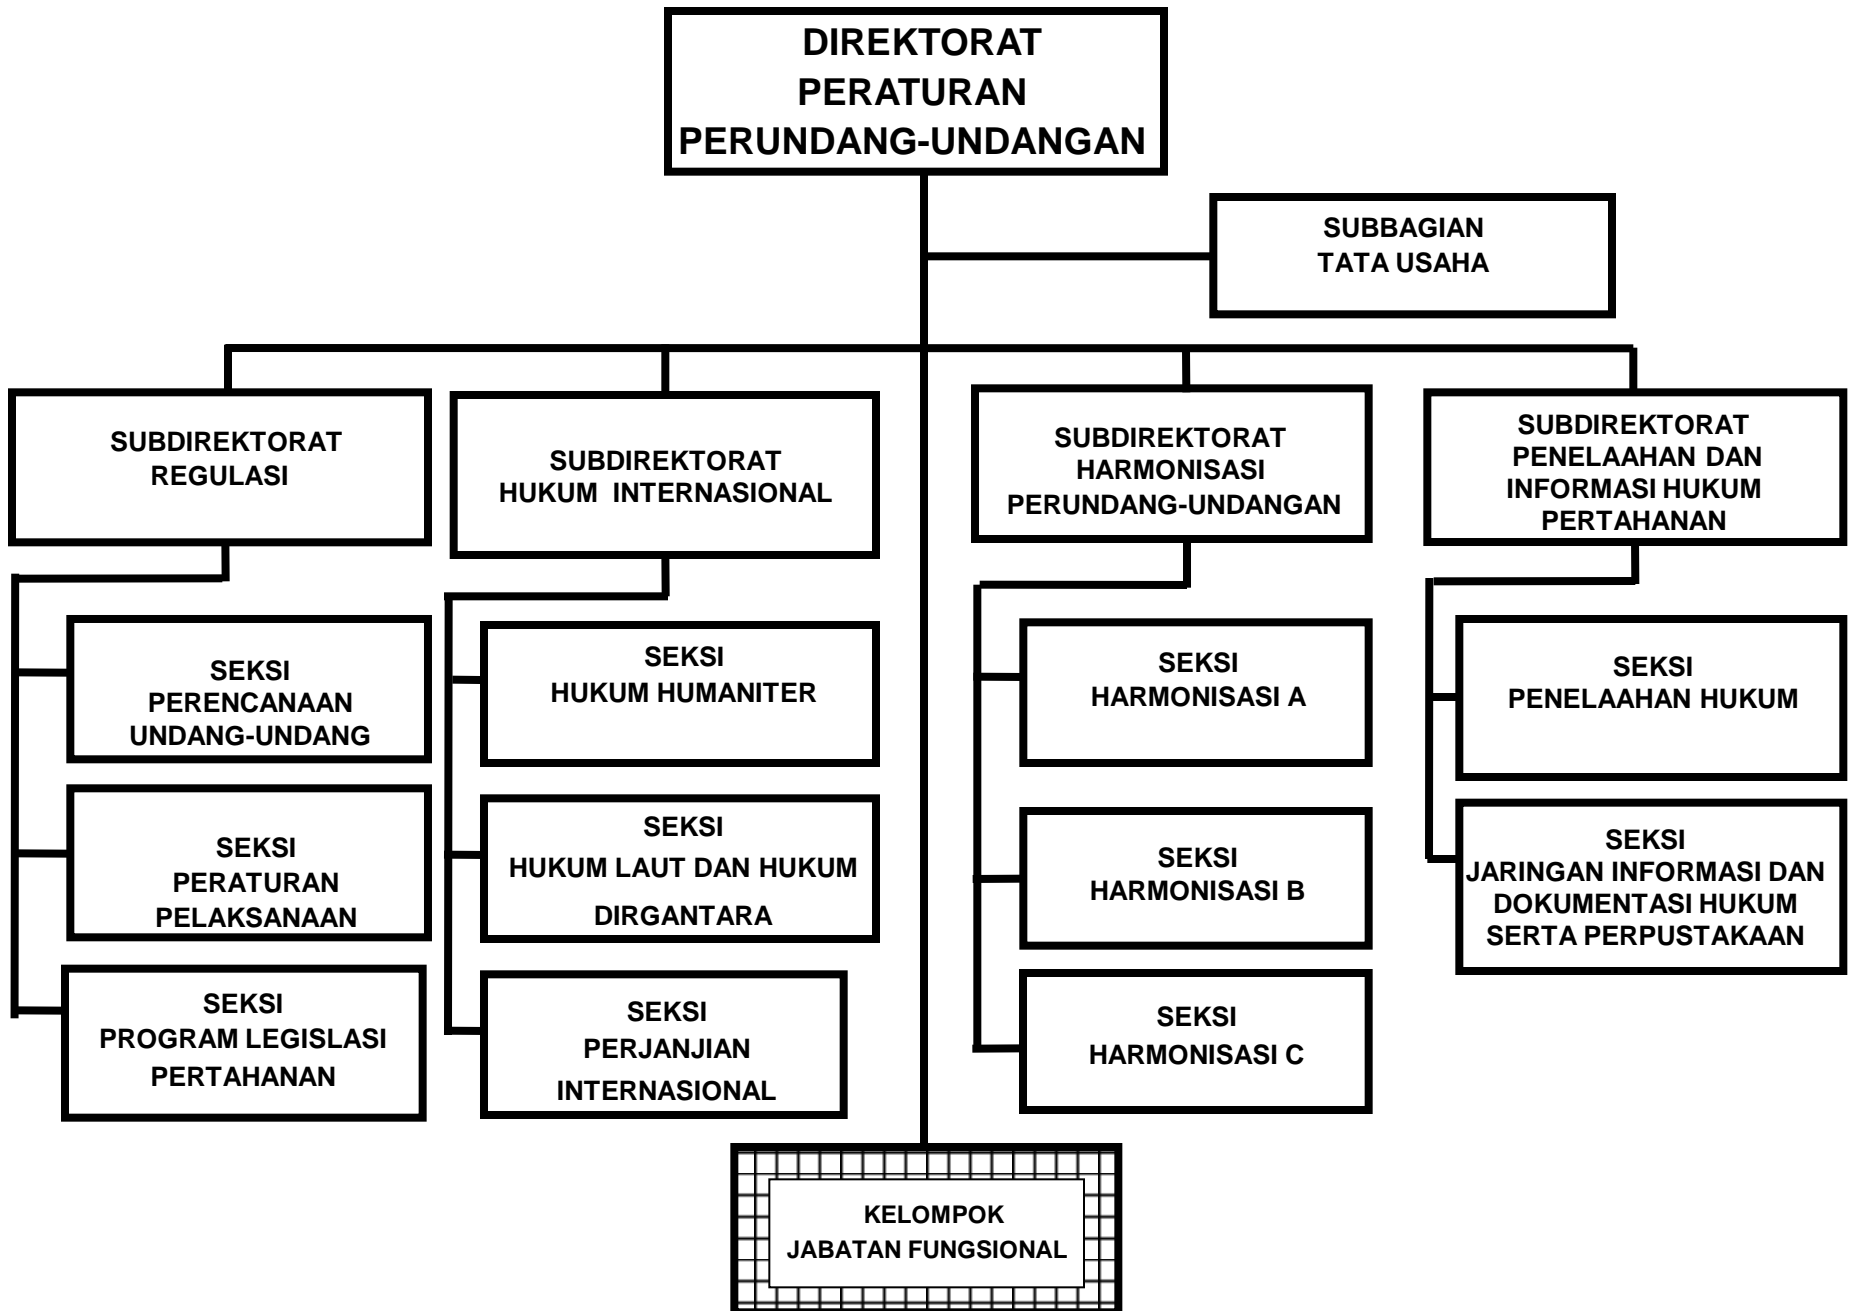 DIREKTORAT
PERATURAN
PERUNDANG-UNDANGAN
SUBBAGIAN
TATA USAHA
SUBDIREKTORAT
REGULASI
SUBDIREKTORAT
HUKUM INTERNASIONAL
SUBDIREKTORAT
HARMONISASI
PERUNDANG-UNDANGAN
SUBDIREKTORAT
PENELAAHAN DAN
INFORMASI HUKUM
PERTAHANAN
SEKSI
PERENCANAAN
UNDANG-UNDANG
SEKSI
PERATURAN
PELAKSANAAN
SEKSI
PROGRAM LEGISLASI
PERTAHANAN
SEKSI
HUKUM HUMANITER
SEKSI
HUKUM LAUT DAN HUKUM
DIRGANTARA
SEKSI
PERJANJIAN
INTERNASIONAL
SEKSI
HARMONISASI A
SEKSI
HARMONISASI B
SEKSI
HARMONISASI C
SEKSI
PENELAAHAN HUKUM
SEKSI
JARINGAN INFORMASI DAN
DOKUMENTASI HUKUM
SERTA PERPUSTAKAAN
KELOMPOK
JABATAN FUNGSIONAL